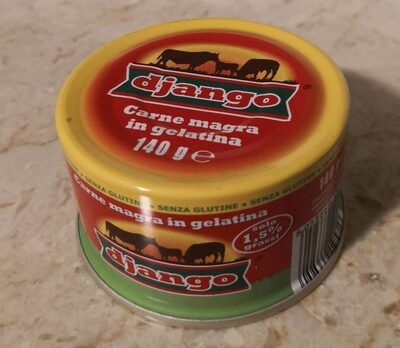 django®
Carne magra
in gelatina
140 g e
SENZA GLUTINE • SENZA GLUTINE • SENZA GLUTINE
Carne magra in gelatina
solo
1,5%
grassi
django
140 g